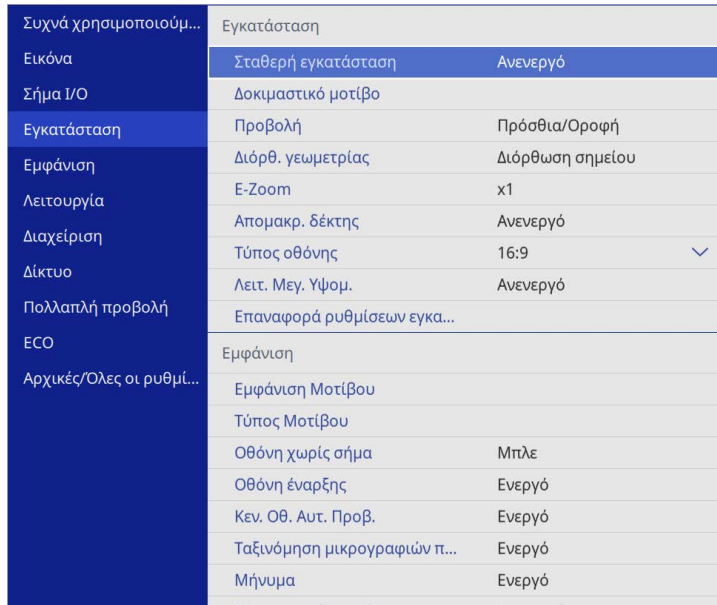 Συχνά χρησιμοποιούμ...
Εικόνα
Σήμα I/O
Εγκατάσταση
Εμφάνιση
Λειτουργία
Διαχείριση
Δίκτυο
Πολλαπλή προβολή
ECO
Αρχικές/Όλες οι ρυθμί...
Εγκατάσταση
Σταθερή εγκατάσταση Ανενεργό
Δοκιμαστικό μοτίβο
Προβολή Πρόσθια/Οροφή
Διόρθ. γεωμετρίας Διόρθωση σημείου
E-Zoom x1
Απομακρ. δέκτης Ανενεργό
Τύπος οθόνης 16:9
Λειτ. Μεγ. Υψομ. Ανενεργό
Επαναφορά ρυθμίσεων εγκα...
Εμφάνιση
Εμφάνιση Μοτίβου
Τύπος Μοτίβου
Οθόνη χωρίς σήμα Μπλε
Οθόνη έναρξης Ενεργό
Κεν. Οθ. Αυτ. Προβ. Ενεργό
Ταξινόμηση μικρογραφιών π... Ενεργό
Μήνυμα Ενεργό